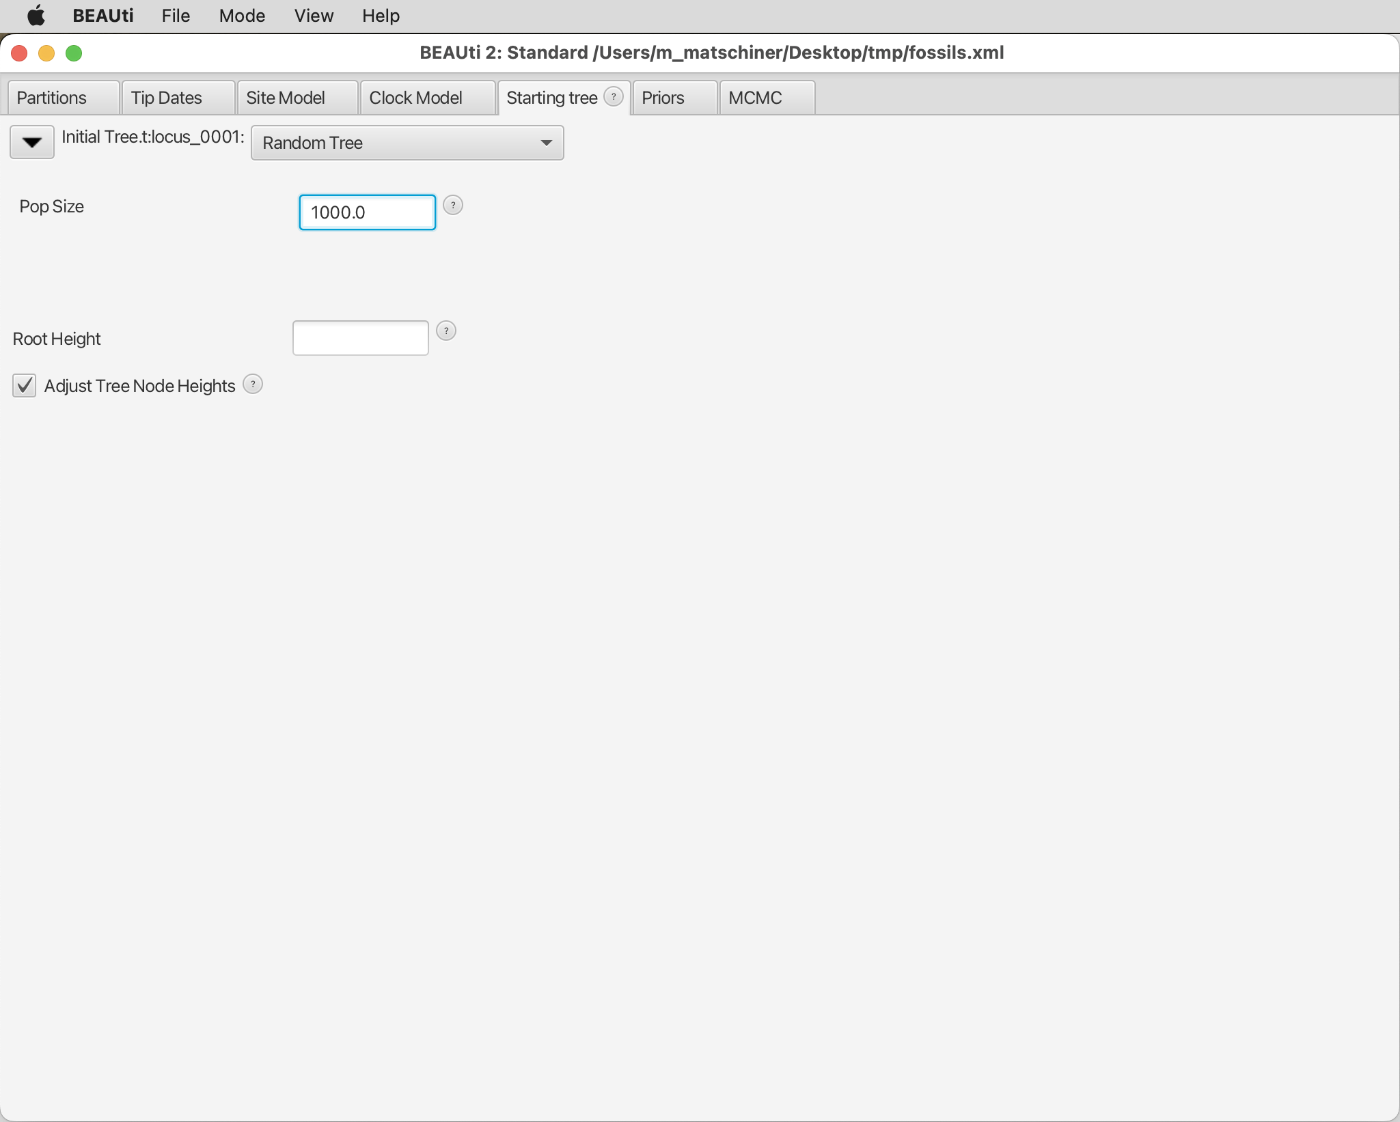 BEAUti File Mode View Help
BEAUti 2: Standard /Users/m_matschiner/Desktop/tmp/fossils.xml
Partitions Tip Dates Site Model Clock Model Starting tree ? Priors MCMC
Initial Tree.t:locus_0001: Random Tree
Pop Size 1000.0 ?
Root Height ?
Adjust Tree Node Heights ?